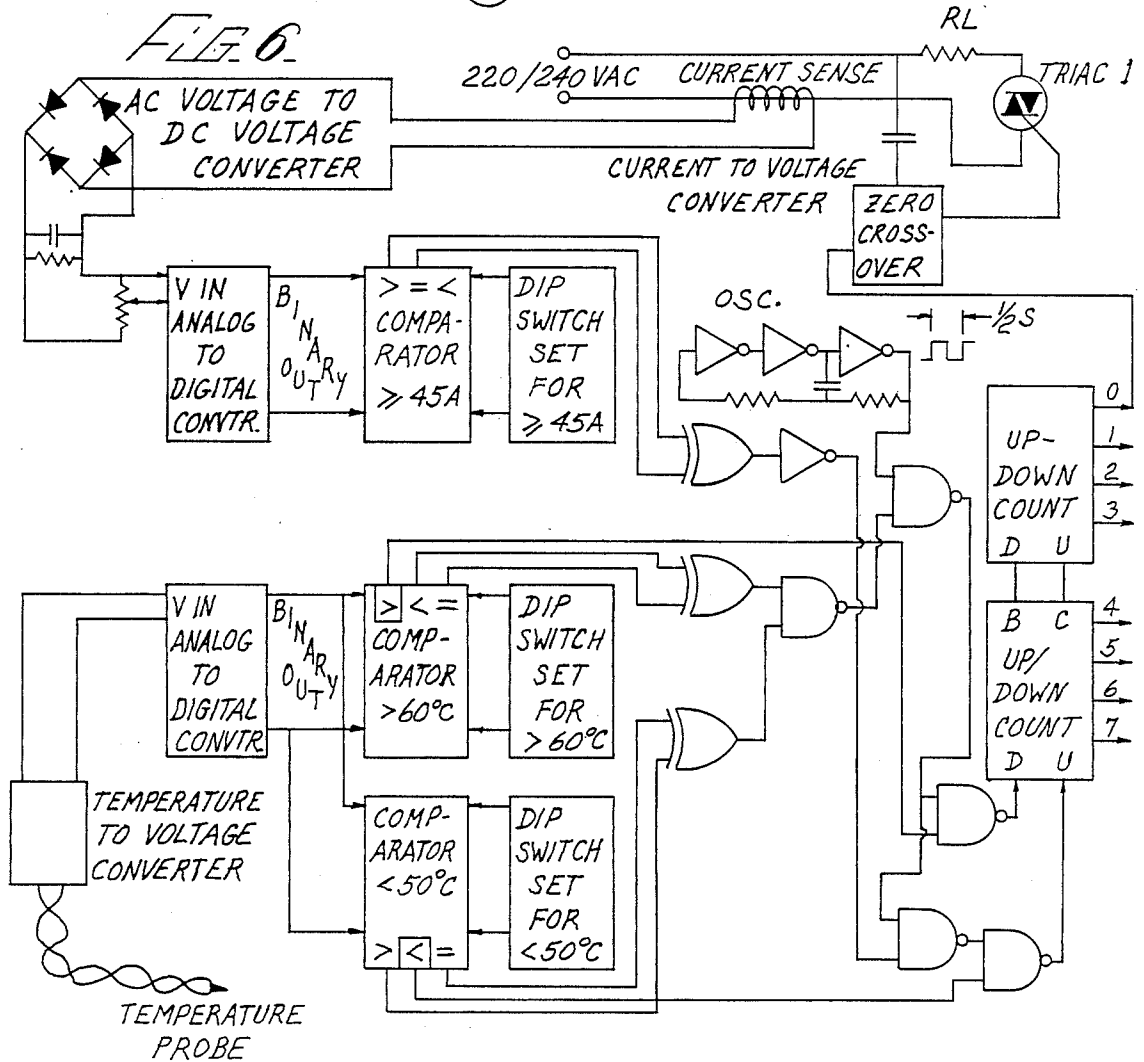 FIG. 6
RL
220/240 VAC
CURRENT SENSE
TRIAC 1
AC VOLTAGE TO
DC VOLTAGE
CONVERTER
CURRENT TO VOLTAGE
CONVERTER
ZERO
CROSS-
OVER
V IN
ANALOG
TO
DIGITAL
CONVTR.
BINARY
OUT
> = <
COMPA-
RATOR
≥ 45A
DIP
SWITCH
SET
FOR
≥ 45A
OSC.
½ S
UP-
DOWN
COUNT
D U
0
1
2
3
V IN
ANALOG
TO
DIGITAL
CONVTR.
BINARY
OUT
> < =
COMP-
ARATOR
>60°C
DIP
SWITCH
SET
FOR
>60°C
B C
UP/
DOWN
COUNT
D U
4
5
6
7
TEMPERATURE
TO VOLTAGE
CONVERTER
COMP-
ARATOR
<50°C
> < =
DIP
SWITCH
SET
FOR
<50°C
TEMPERATURE
PROBE